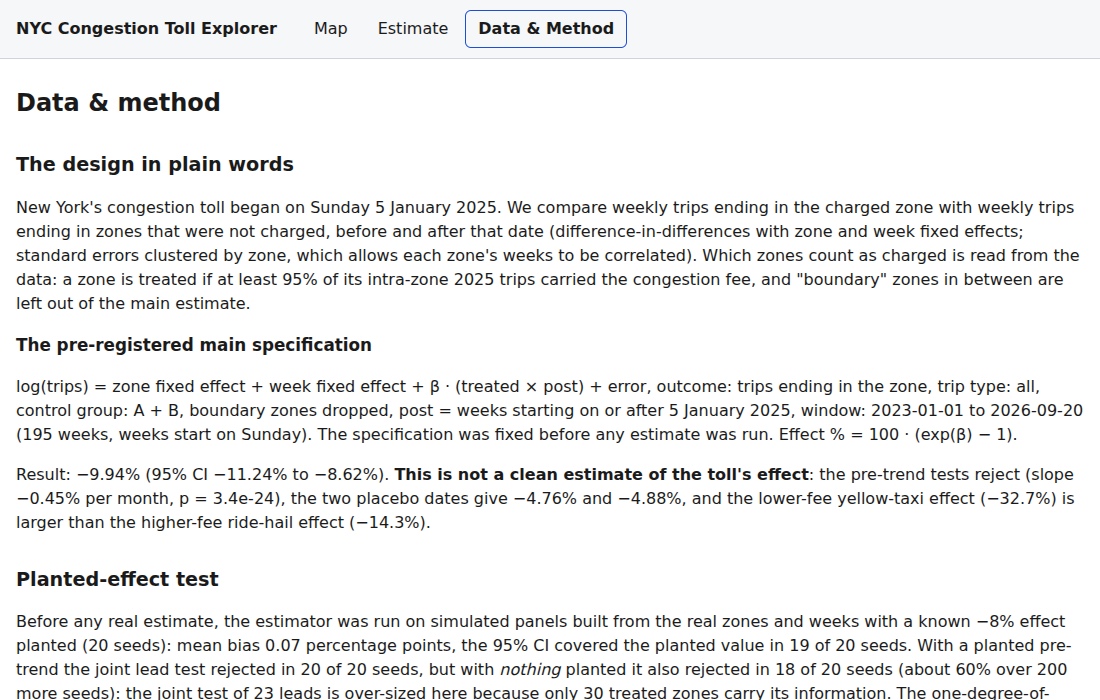 NYC Congestion Toll Explorer Map Estimate Data & Method
Data & method
The design in plain words
New York's congestion toll began on Sunday 5 January 2025. We compare weekly trips ending in the charged zone with weekly trips
ending in zones that were not charged, before and after that date (difference-in-differences with zone and week fixed effects;
standard errors clustered by zone, which allows each zone's weeks to be correlated). Which zones count as charged is read from the
data: a zone is treated if at least 95% of its intra-zone 2025 trips carried the congestion fee, and "boundary" zones in between are
left out of the main estimate.
The pre-registered main specification
log(trips) = zone fixed effect + week fixed effect + β · (treated × post) + error, outcome: trips ending in the zone, trip type: all,
control group: A + B, boundary zones dropped, post = weeks starting on or after 5 January 2025, window: 2023-01-01 to 2026-09-20
(195 weeks, weeks start on Sunday). The specification was fixed before any estimate was run. Effect % = 100 · (exp(β) − 1).
Result: −9.94% (95% CI −11.24% to −8.62%). This is not a clean estimate of the toll's effect: the pre-trend tests reject (slope
−0.45% per month, p = 3.4e-24), the two placebo dates give −4.76% and −4.88%, and the lower-fee yellow-taxi effect (−32.7%) is
larger than the higher-fee ride-hail effect (−14.3%).
Planted-effect test
Before any real estimate, the estimator was run on simulated panels built from the real zones and weeks with a known −8% effect
planted (20 seeds): mean bias 0.07 percentage points, the 95% CI covered the planted value in 19 of 20 seeds. With a planted pre-
trend the joint lead test rejected in 20 of 20 seeds, but with nothing planted it also rejected in 18 of 20 seeds (about 60% over 200
more seeds): the joint test of 23 leads is over-sized here because only 30 treated zones carry its information. The one-degree-of-